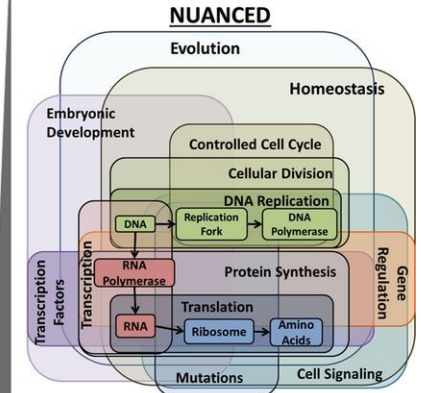 NUANCED
Evolution
Homeostasis
Embryonic
Development
Controlled Cell Cycle
Cellular Division
DNA Replication
DNA
Replication
Fork
DNA
Polymerase
Transcription
Factors
Transcription
RNA
Polymerase
Protein Synthesis
Gene
Regulation
Translation
RNA
Ribosome
Amino
Acids
Mutations
Cell Signaling